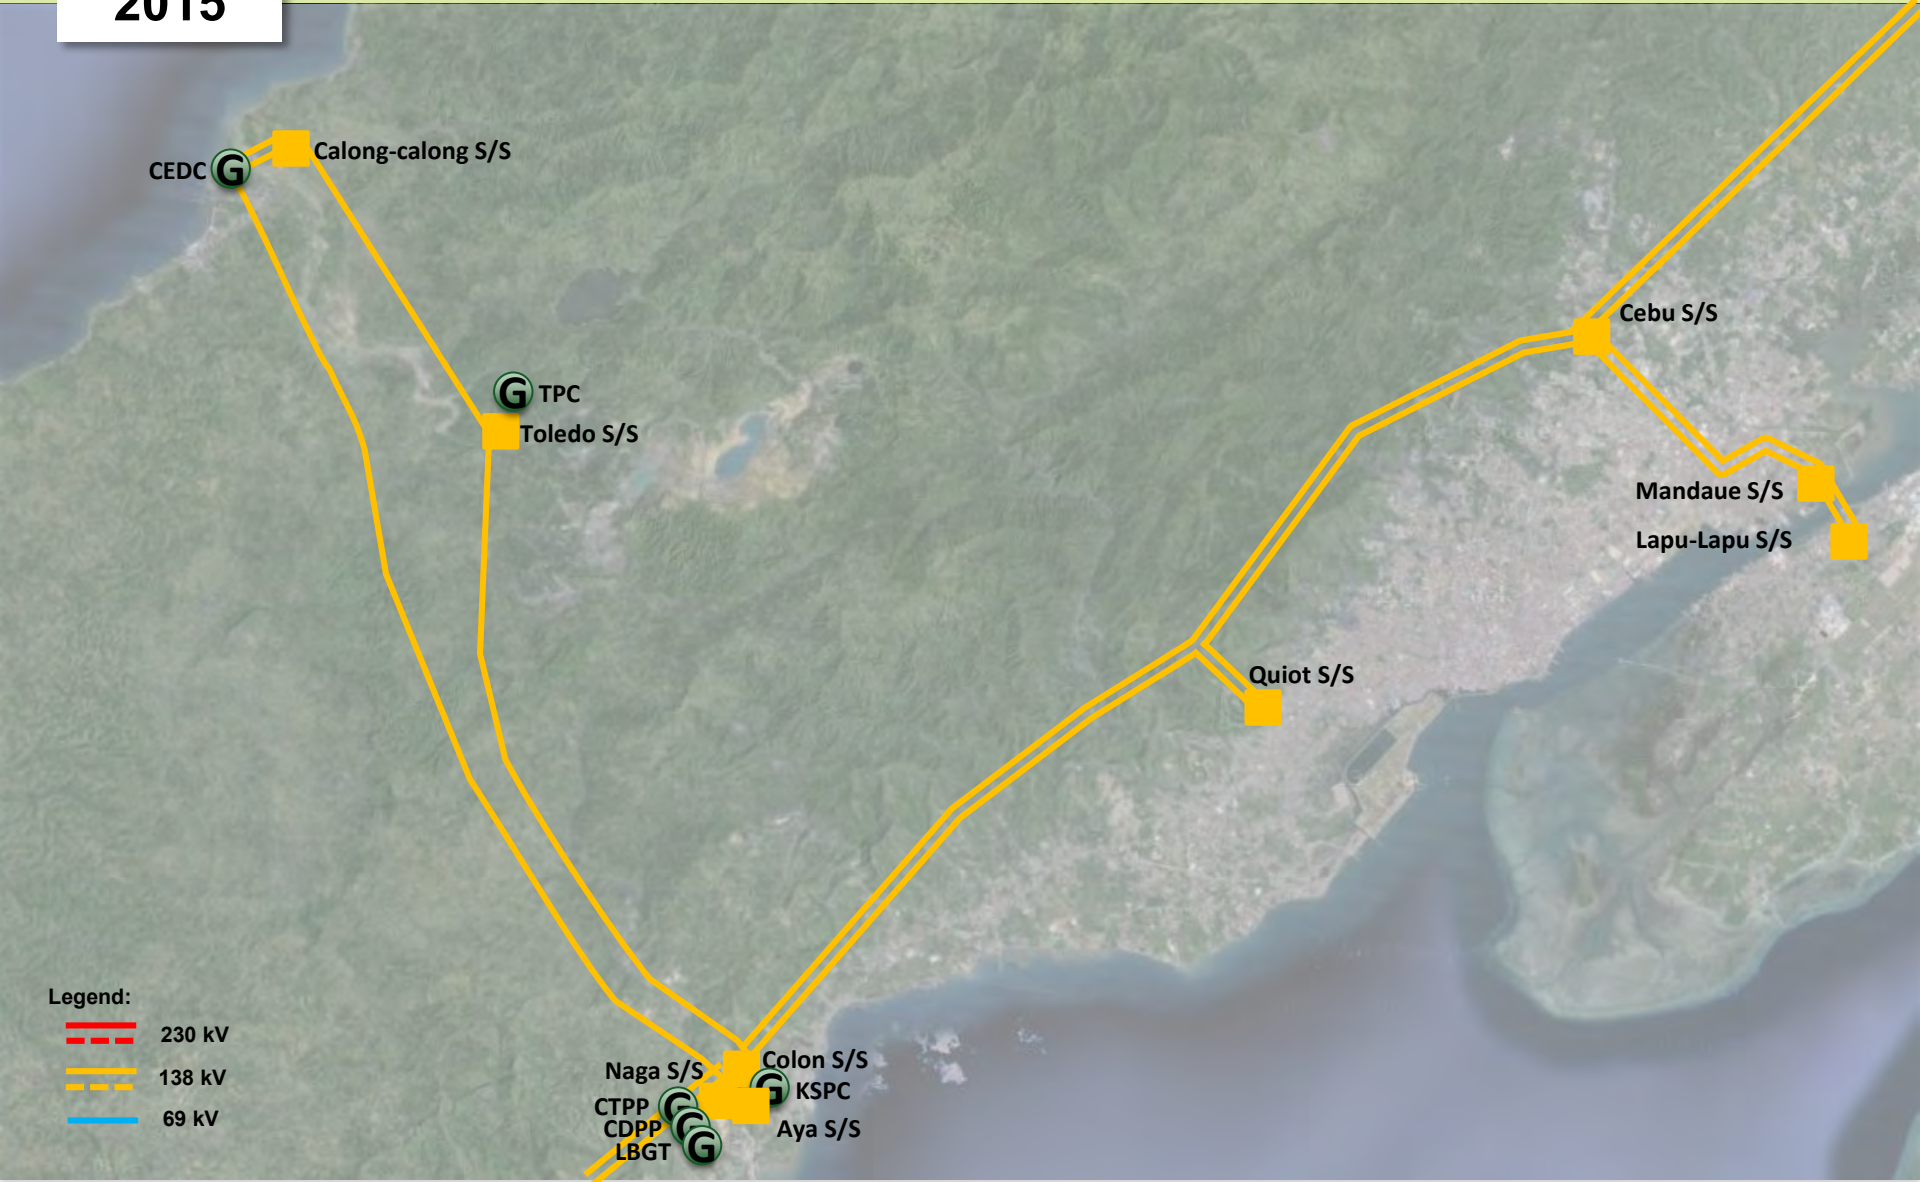 2015
Calong-calong S/S
CEDC
G
Cebu S/S
G
TPC
Toledo S/S
Mandaue S/S
Lapu-Lapu S/S
Quiot S/S
Legend:
230 kV
138 kV
69 kV
Colon S/S
Naga S/S
G
KSPC
CTPP
G
CDPP
G
Aya S/S
LBGT
G